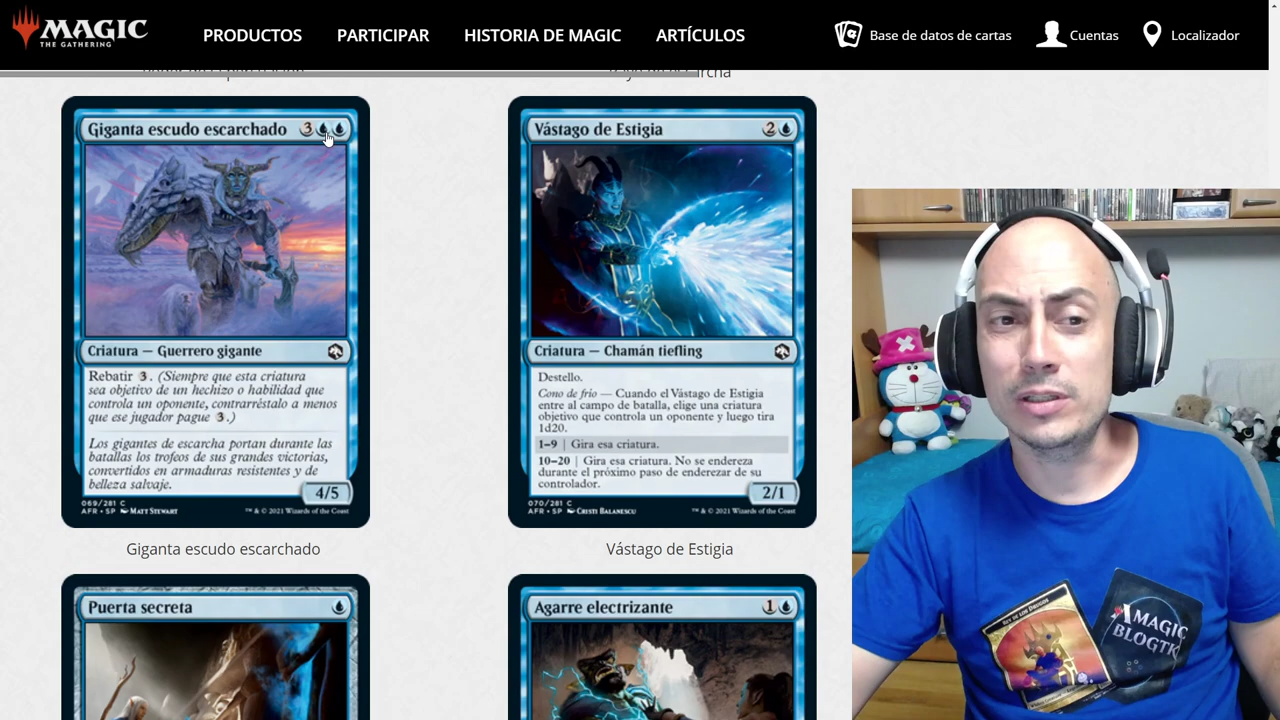 MAGIC
THE GATHERING
PRODUCTOS
PARTICIPAR
HISTORIA DE MAGIC
ARTÍCULOS
Base de datos de cartas
Cuentas
Localizador
Giganta escudo escarchado 3
Criatura — Guerrero gigante
Rebatir 3. (Siempre que esta criatura
sea objetivo de un hechizo o habilidad que
controla un oponente, contrarréstalo a menos
que ese jugador pague 3.)
Los gigantes de escarcha portan durante las
batallas los trofeos de sus grandes victorias,
convertidos en armaduras resistentes y de
belleza salvaje.
4/5
069/281 C
AFR • SP MATT STEWART
™ & © 2021 Wizards of the Coast
Giganta escudo escarchado
Vástago de Estigia 2
Criatura — Chamán tiefling
Destello.
Cono de frío — Cuando el Vástago de Estigia
entre al campo de batalla, elige una criatura
objetivo que controla un oponente y luego tira
1d20.
1–9 | Gira esa criatura.
10–20 | Gira esa criatura. No se endereza
durante el próximo paso de enderezar de su
controlador.
2/1
070/281 C
AFR • SP CRISTI BALANESCU
™ & © 2021 Wizards of the Coast
Vástago de Estigia
Puerta secreta
Agarre electrizante 1
MAGIC
BLOGTK